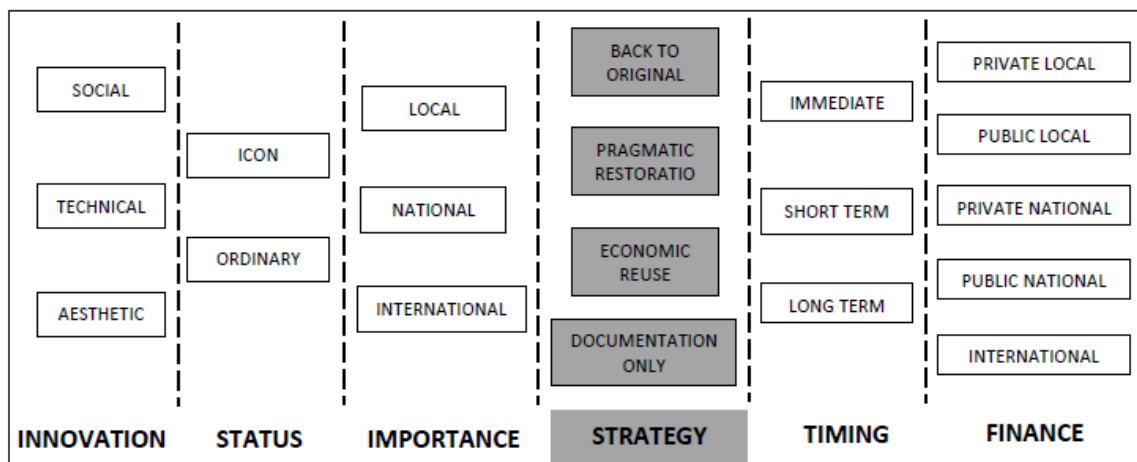 SOCIAL
TECHNICAL
AESTHETIC
INNOVATION
ICON
ORDINARY
STATUS
LOCAL
NATIONAL
INTERNATIONAL
IMPORTANCE
BACK TO
ORIGINAL
PRAGMATIC
RESTORATIO
ECONOMIC
REUSE
DOCUMENTATION
ONLY
STRATEGY
IMMEDIATE
SHORT TERM
LONG TERM
TIMING
PRIVATE LOCAL
PUBLIC LOCAL
PRIVATE NATIONAL
PUBLIC NATIONAL
INTERNATIONAL
FINANCE